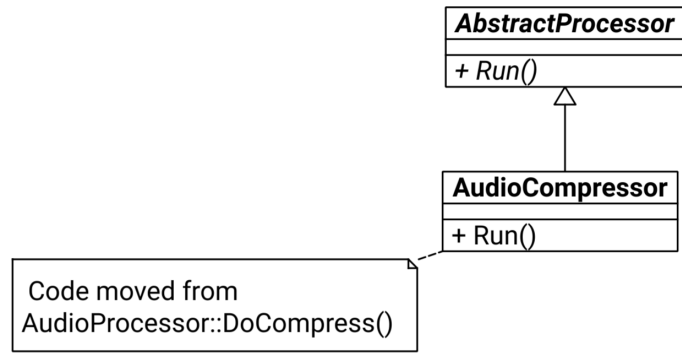 AbstractProcessor
+ Run()
AudioCompressor
+ Run()
Code moved from
AudioProcessor::DoCompress()